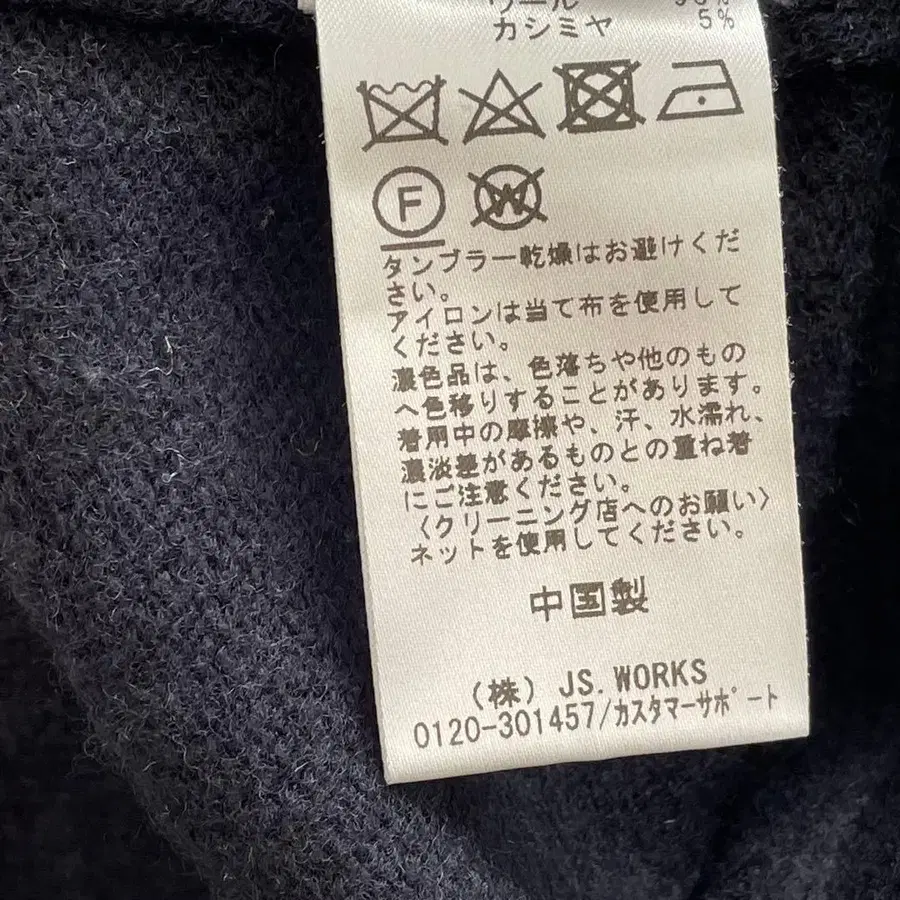 カシミヤ 5%
F W
タンブラー乾燥はお避けくだ
さい。
アイロンは当て布を使用して
ください。
濃色品は、色落ちや他のもの
へ色移りすることがあります。
着用中の摩擦や、汗、水濡れ、
濃淡差があるものとの重ね着
にご注意ください。
〈クリーニング店へのお願い〉
ネットを使用してください。
中国製
(株) JS.WORKS
0120-301457/カスタマーサポート